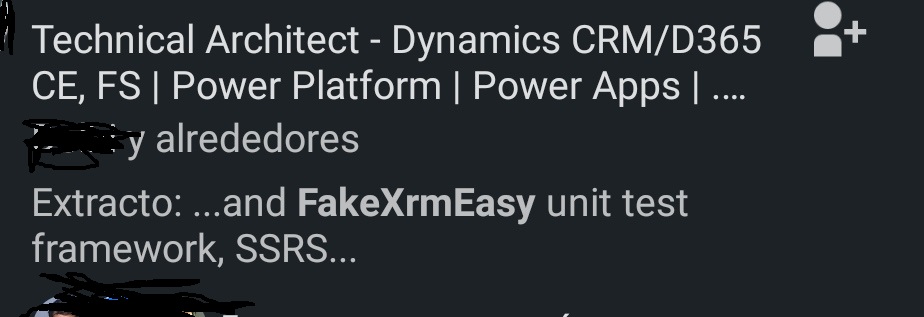 Technical Architect - Dynamics CRM/D365
CE, FS | Power Platform | Power Apps | ....
y alrededores
Extracto: ...and FakeXrmEasy unit test
framework, SSRS...